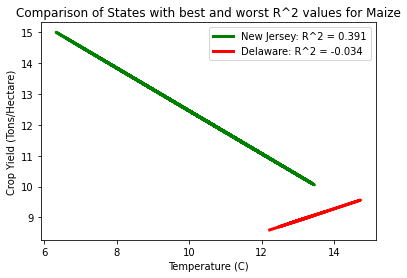 Comparison of States with best and worst R^2 values for Maize
New Jersey: R^2 = 0.391
Delaware: R^2 = -0.034
Crop Yield (Tons/Hectare)
15
14
13
12
11
10
9
6
8
10
12
14
Temperature (C)